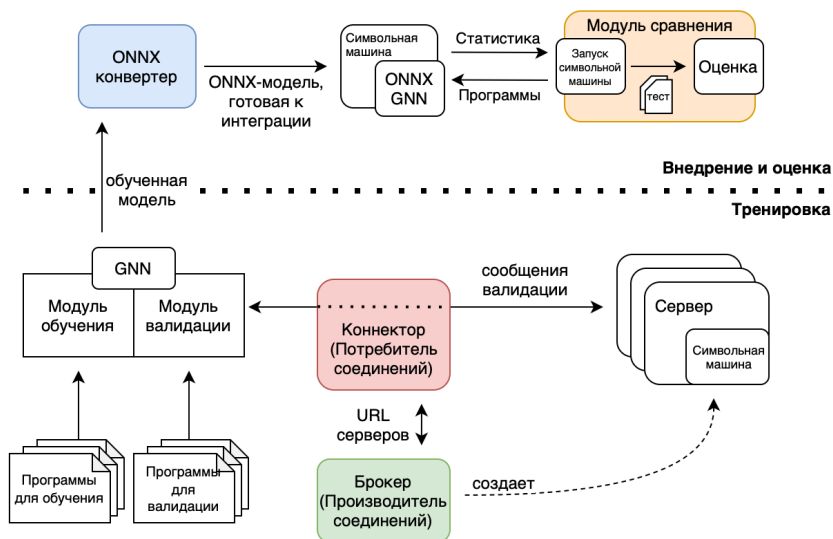 ONNX
конвертер
ONNX-модель,
готовая к
интеграции
Символьная
машина
ONNX
GNN
Статистика
Программы
Модуль сравнения
Запуск
символьной
машины
тест
Оценка
обученная
модель
Внедрение и оценка
Тренировка
GNN
Модуль
обучения
Модуль
валидации
Программы
для обучения
Программы
для
валидации
Коннектор
(Потребитель
соединений)
сообщения
валидации
Сервер
Символьная
машина
URL
серверов
Брокер
(Производитель
соединений)
создает